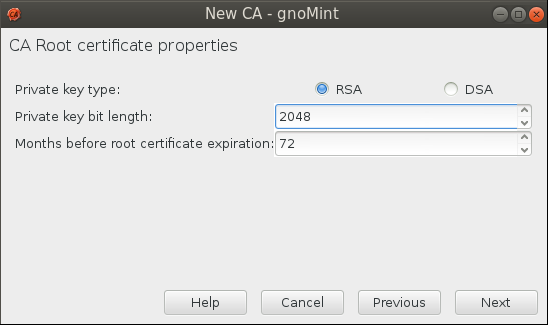 New CA - gnoMint
CA Root certificate properties
Private key type: RSA DSA
Private key bit length: 2048
Months before root certificate expiration: 72
Help Cancel Previous Next